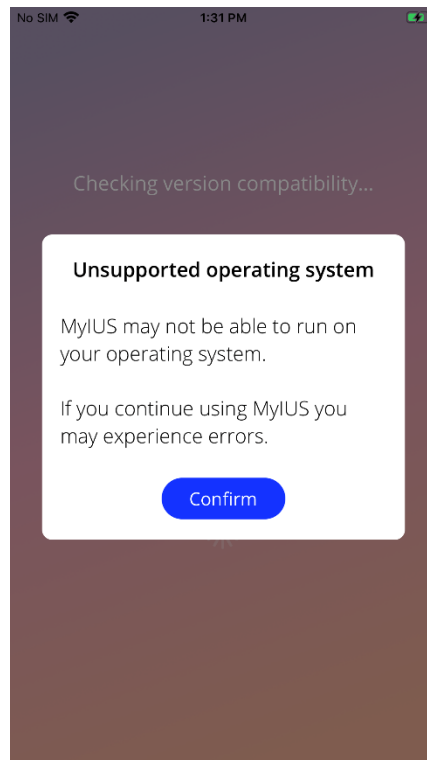 No SIM 1:31 PM
Checking version compatibility...
Unsupported operating system
MyIUS may not be able to run on
your operating system.
If you continue using MyIUS you
may experience errors.
Confirm